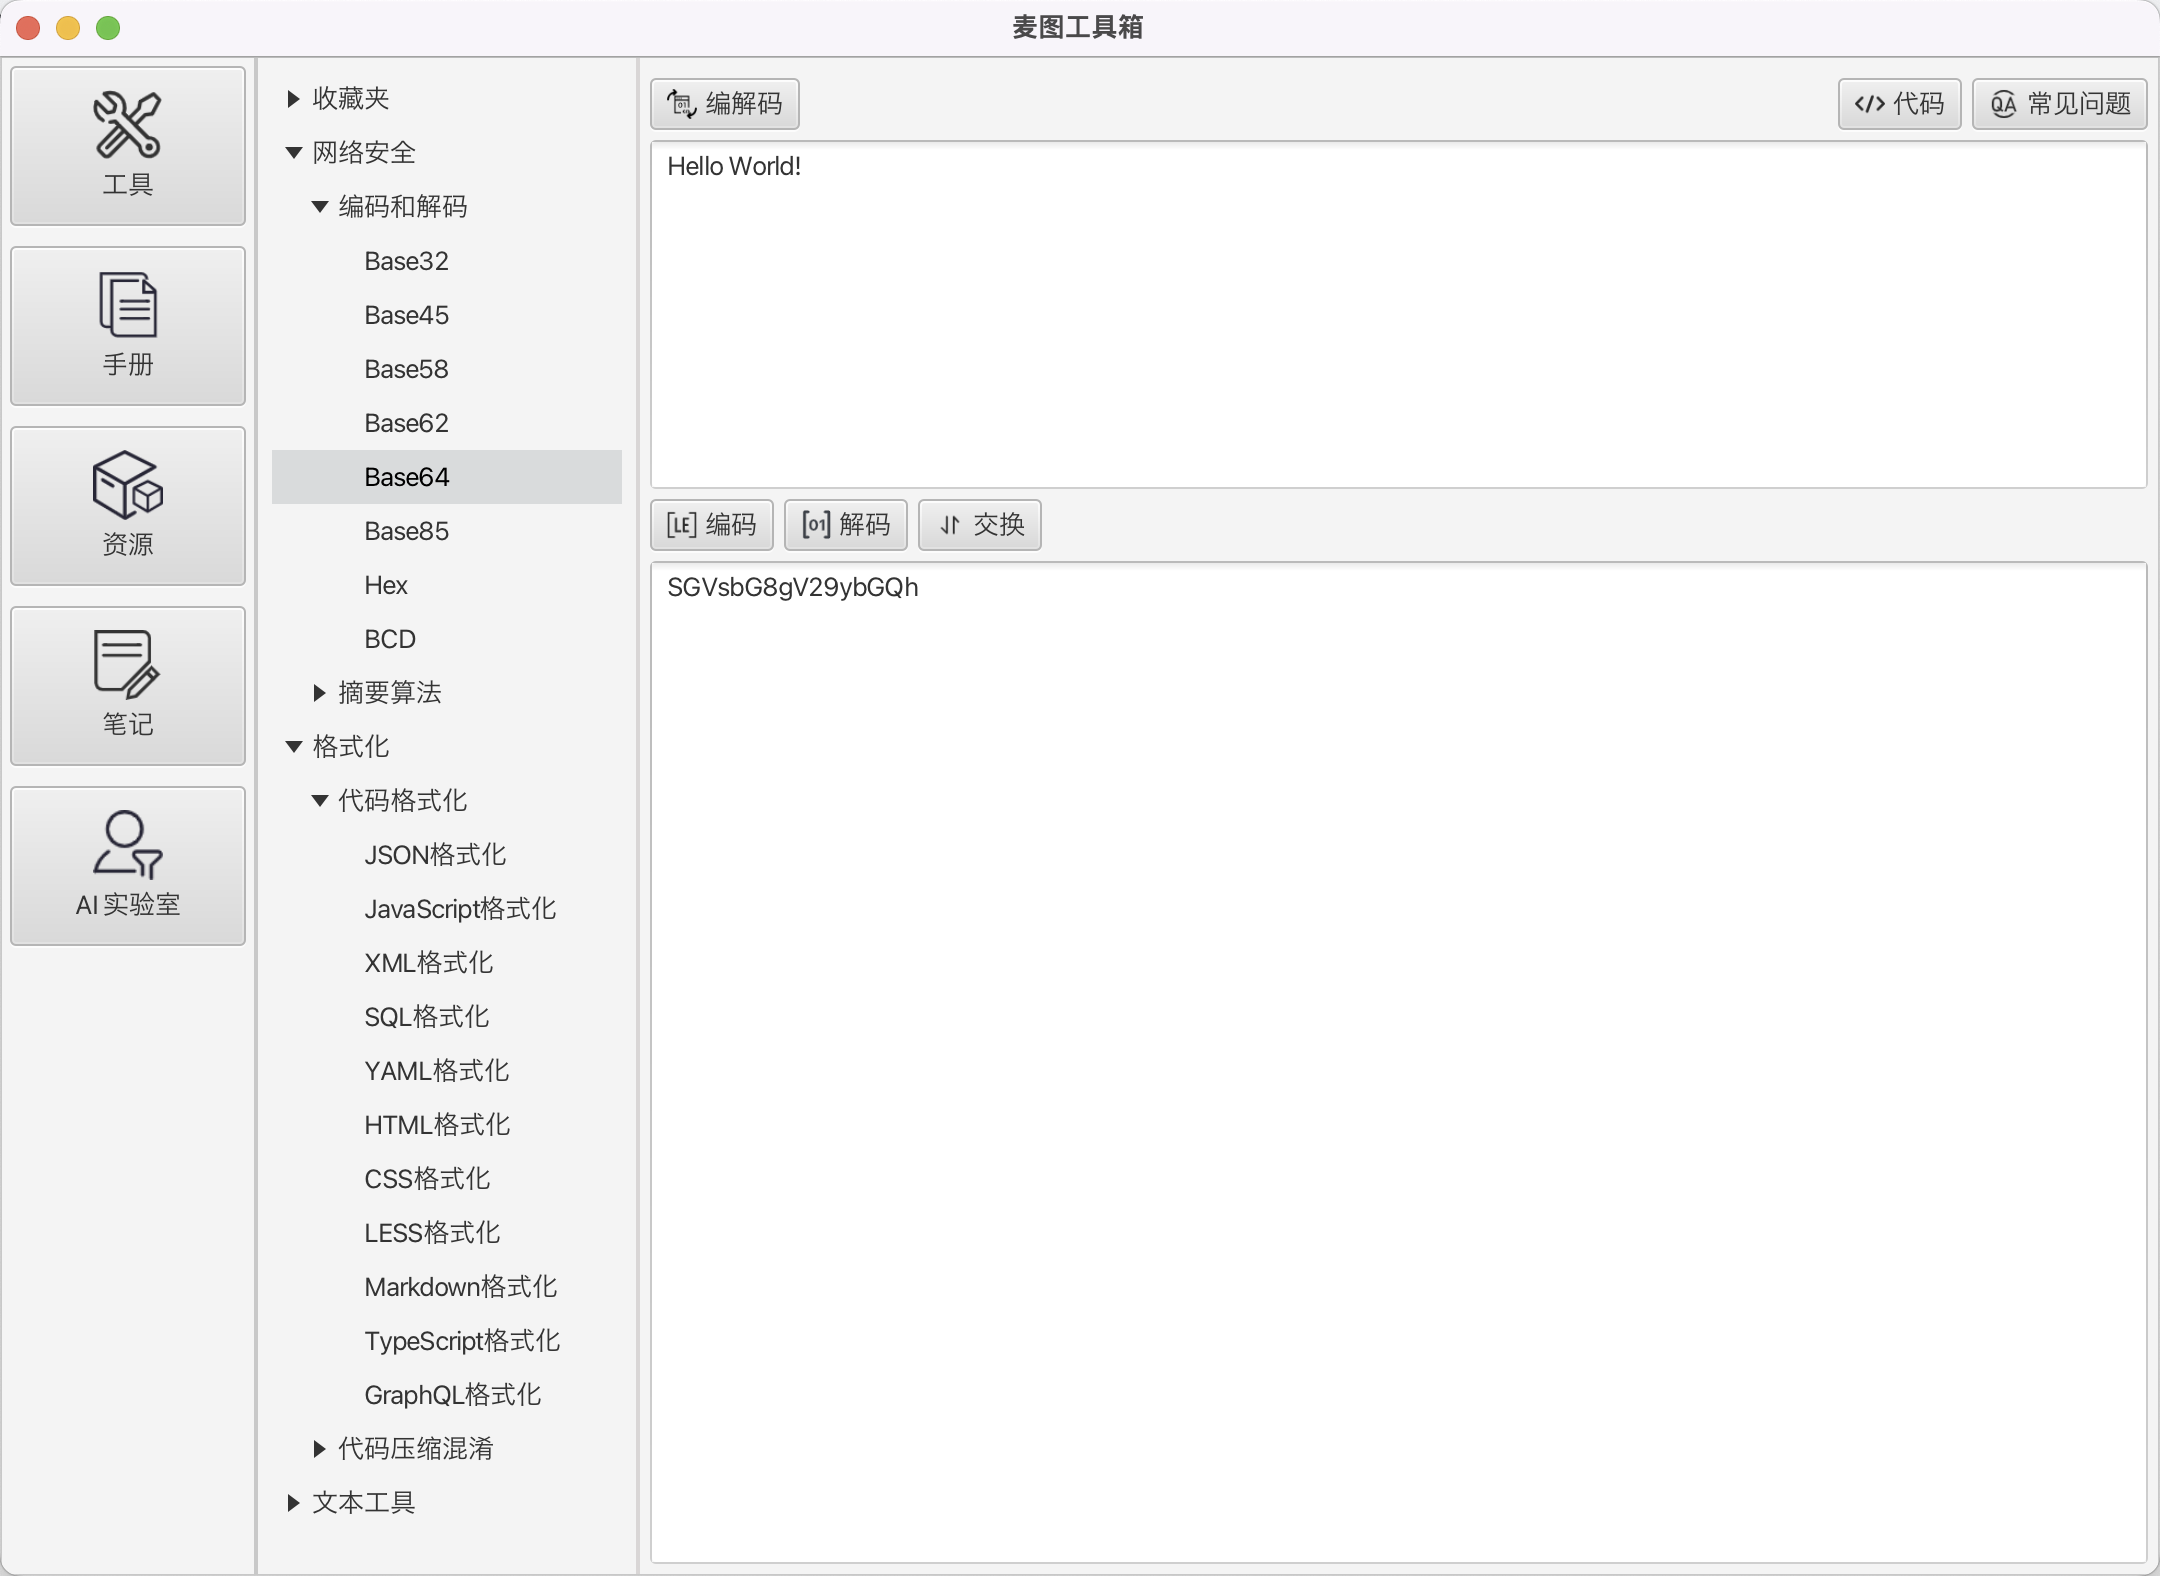 麦图工具箱
工具
手册
资源
笔记
AI 实验室
收藏夹
网络安全
编码和解码
Base32
Base45
Base58
Base62
Base64
Base85
Hex
BCD
摘要算法
格式化
代码格式化
JSON格式化
JavaScript格式化
XML格式化
SQL格式化
YAML格式化
HTML格式化
CSS格式化
LESS格式化
Markdown格式化
TypeScript格式化
GraphQL格式化
代码压缩混淆
文本工具
编解码
</> 代码
QA 常见问题
Hello World!
[LE] 编码
[01] 解码
交换
SGVsbG8gV29ybGQh